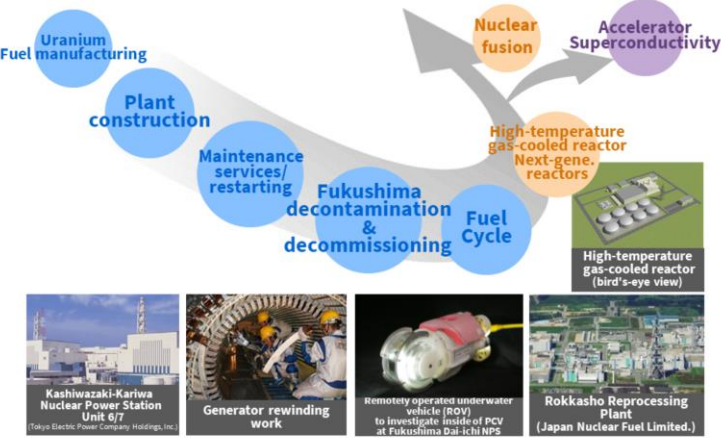 Uranium
Fuel manufacturing
Plant
construction
Maintenance
services/
restarting
Fukushima
decontamination
&
decommissioning
Fuel
Cycle
High-temperature
gas-cooled reactor
Next-gene.
reactors
Nuclear
fusion
Accelerator
Superconductivity
High-temperature
gas-cooled reactor
(bird's-eye view)
Kashiwazaki-Kariwa
Nuclear Power Station
Unit 6/7
(Tokyo Electric Power Company Holdings, Inc.)
Generator rewinding
work
Remotely operated underwater
vehicle (ROV)
to investigate inside of PCV
at Fukushima Dai-ichi NPS
Rokkasho Reprocessing
Plant
(Japan Nuclear Fuel Limited.)